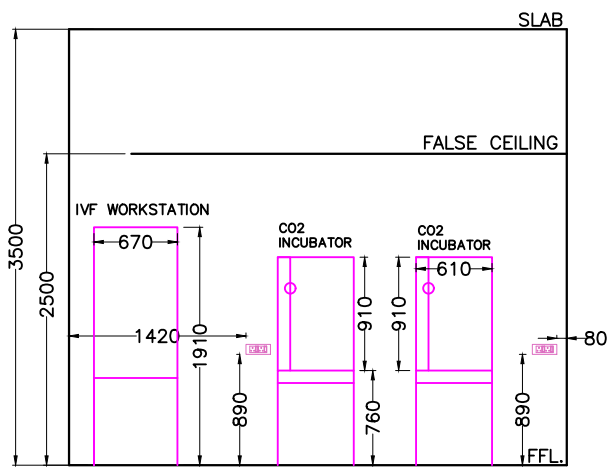 SLAB
FALSE CEILING
IVF WORKSTATION
670
CO2
INCUBATOR
CO2
INCUBATOR
610
3500
2500
1910
910
910
1420
80
890
760
890
FFL.